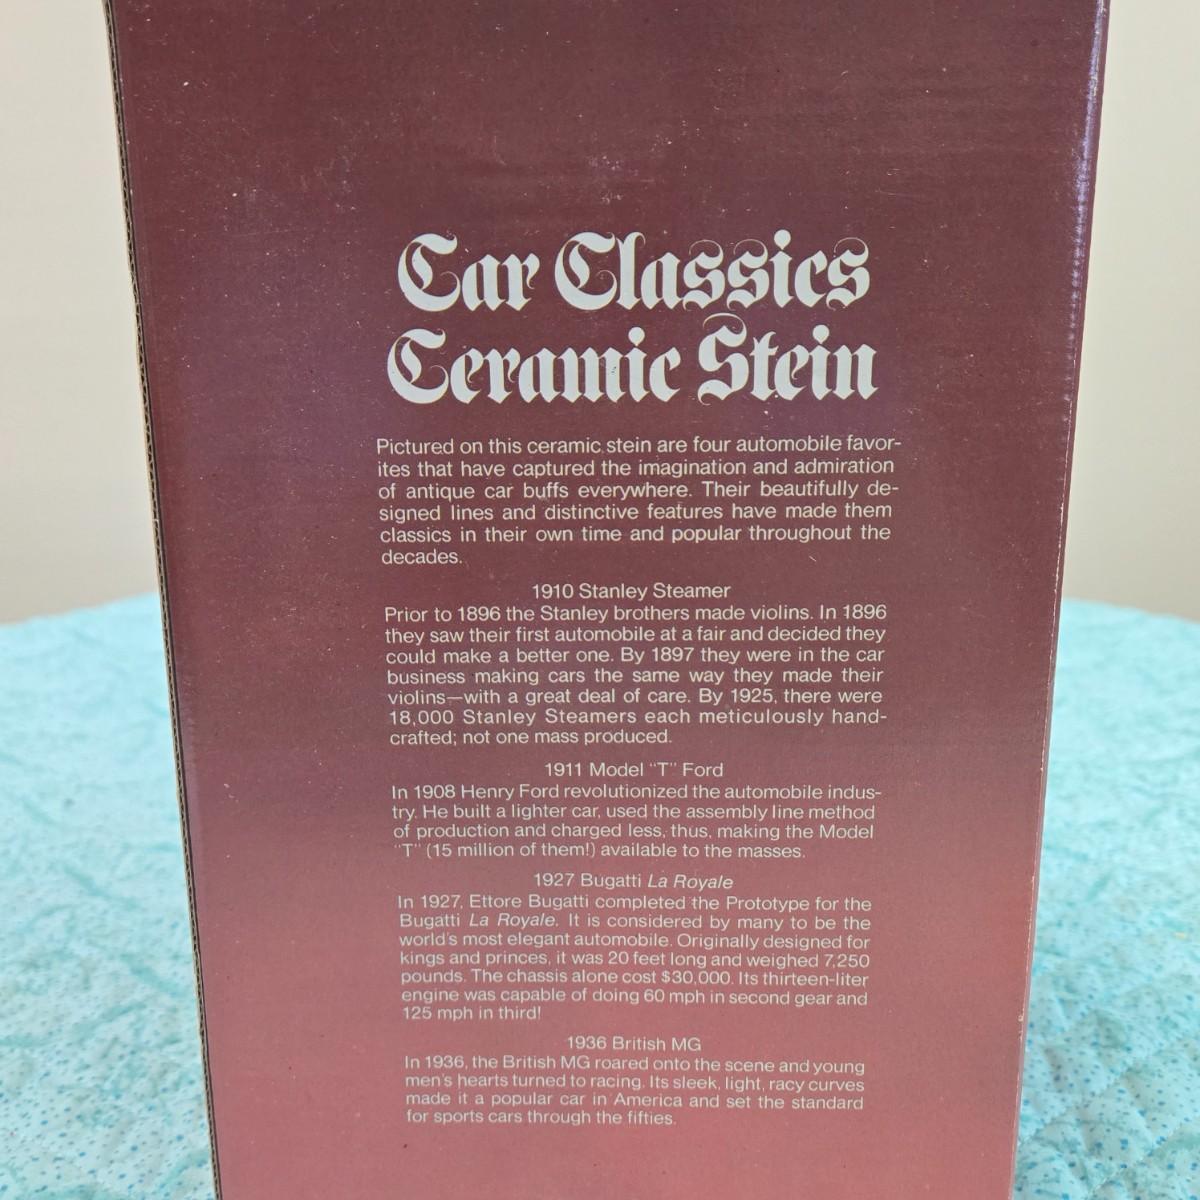 Car Classics
Ceramic Stein
Pictured on this ceramic stein are four automobile favor-
ites that have captured the imagination and admiration
of antique car buffs everywhere. Their beautifully de-
signed lines and distinctive features have made them
classics in their own time and popular throughout the
decades.
1910 Stanley Steamer
Prior to 1896 the Stanley brothers made violins. In 1896
they saw their first automobile at a fair and decided they
could make a better one. By 1897 they were in the car
business making cars the same way they made their
violins—with a great deal of care. By 1925, there were
18,000 Stanley Steamers each meticulously hand-
crafted; not one mass produced.
1911 Model "T" Ford
In 1908 Henry Ford revolutionized the automobile indus-
try. He built a lighter car, used the assembly line method
of production and charged less, thus, making the Model
"T" (15 million of them!) available to the masses.
1927 Bugatti La Royale
In 1927, Ettore Bugatti completed the Prototype for the
Bugatti La Royale. It is considered by many to be the
world's most elegant automobile. Originally designed for
kings and princes, it was 20 feet long and weighed 7,250
pounds. The chassis alone cost $30,000. Its thirteen-liter
engine was capable of doing 60 mph in second gear and
125 mph in third!
1936 British MG
In 1936, the British MG roared onto the scene and young
men's hearts turned to racing. Its sleek, light, racy curves
made it a popular car in America and set the standard
for sports cars through the fifties.